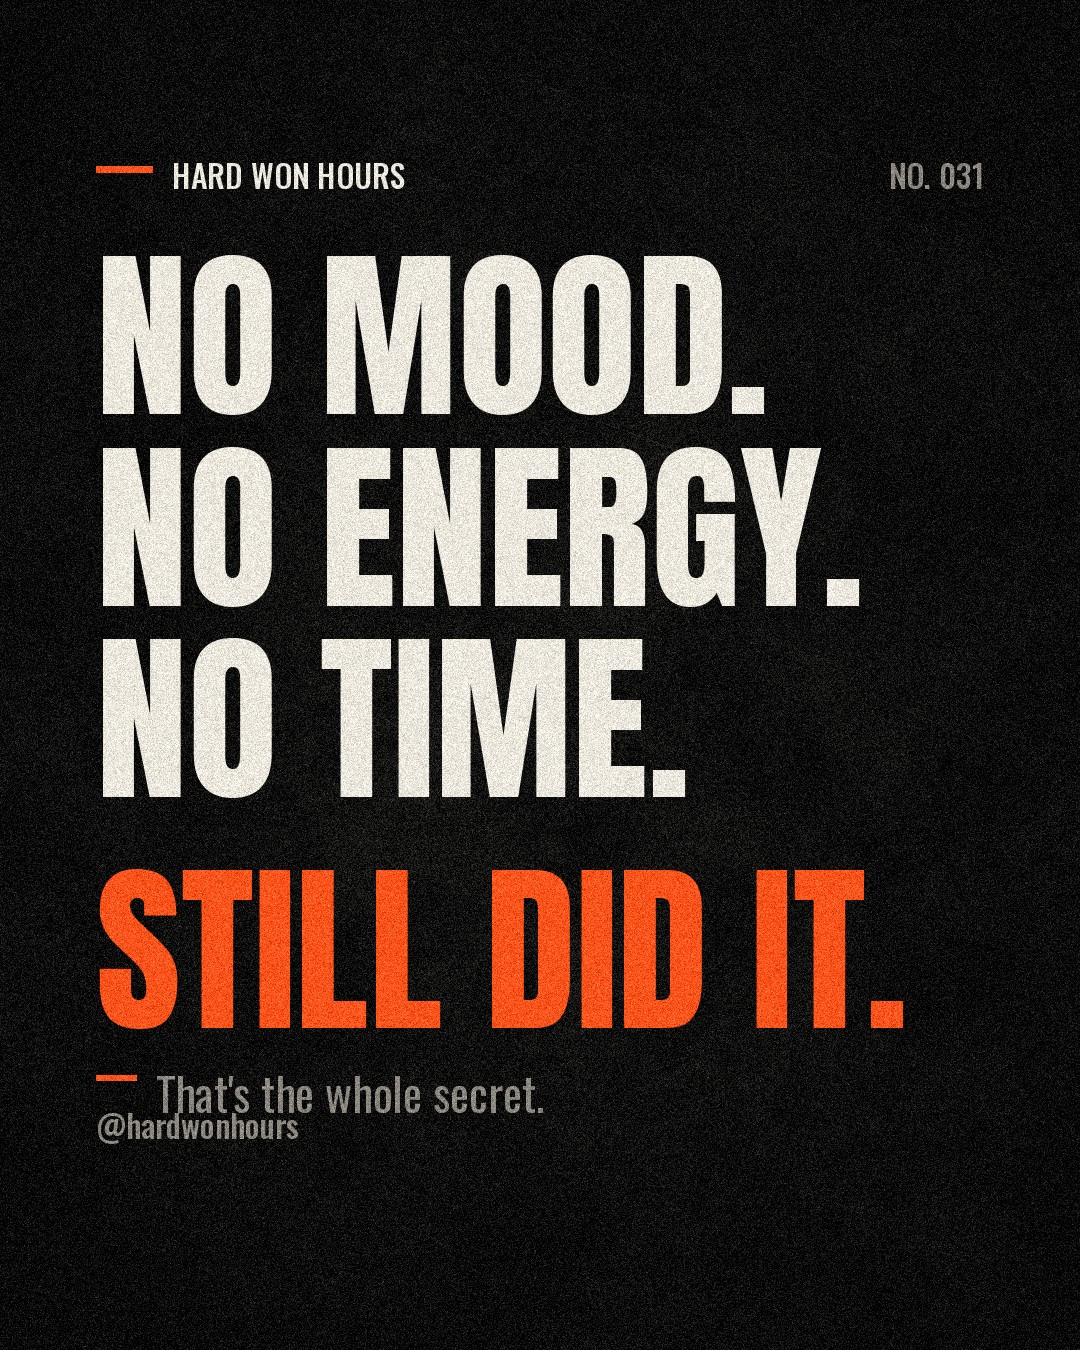 HARD WON HOURS
NO. 031
NO MOOD.
NO ENERGY.
NO TIME.
STILL DID IT.
That's the whole secret.
@hardwonhours